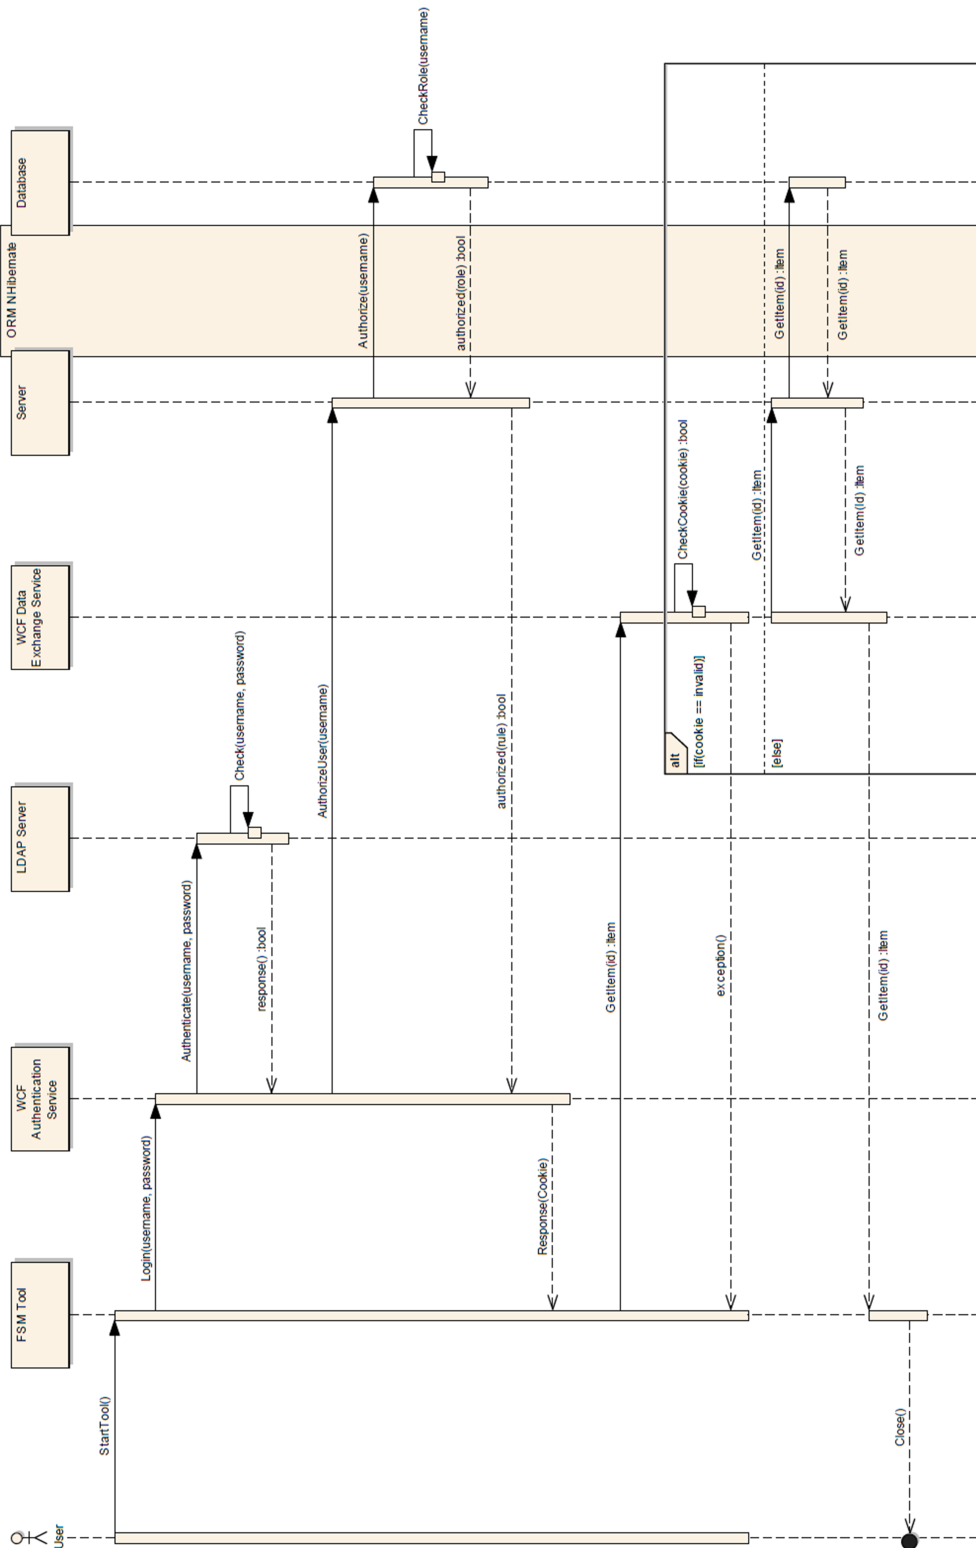 User
FSM Tool
WCF
Authentication
Service
LDAP Server
WCF Data
Exchange Service
Server
ORM NHibernate
Database
StartTool()
Login(username, password)
Authenticate(username, password)
Check(username, password)
response() :bool
AuthorizeUser(username)
Authorize(username)
CheckRole(username)
authorized(role) :bool
authorized(rule) :bool
Response(Cookie)
GetItem(id) :Item
alt
CheckCookie(cookie) :bool
[if(cookie == invalid)]
exception()
GetItem(id) :Item
[else]
GetItem(id) :Item
GetItem(id) :Item
GetItem(Id) :Item
GetItem(id) :Item
Close()